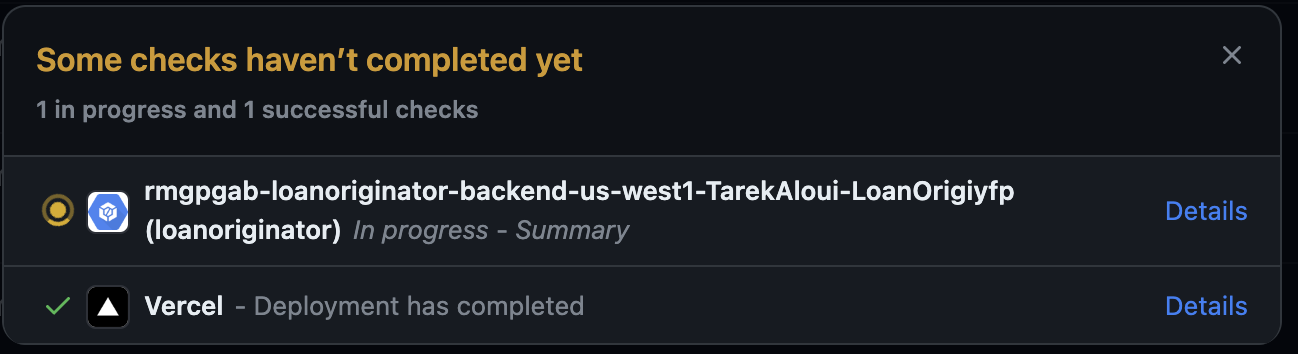 Some checks haven’t completed yet
1 in progress and 1 successful checks
rmgpgab-loanoriginator-backend-us-west1-TarekAloui-LoanOrigiyfp
(loanoriginator) In progress - Summary
Details
Vercel - Deployment has completed
Details